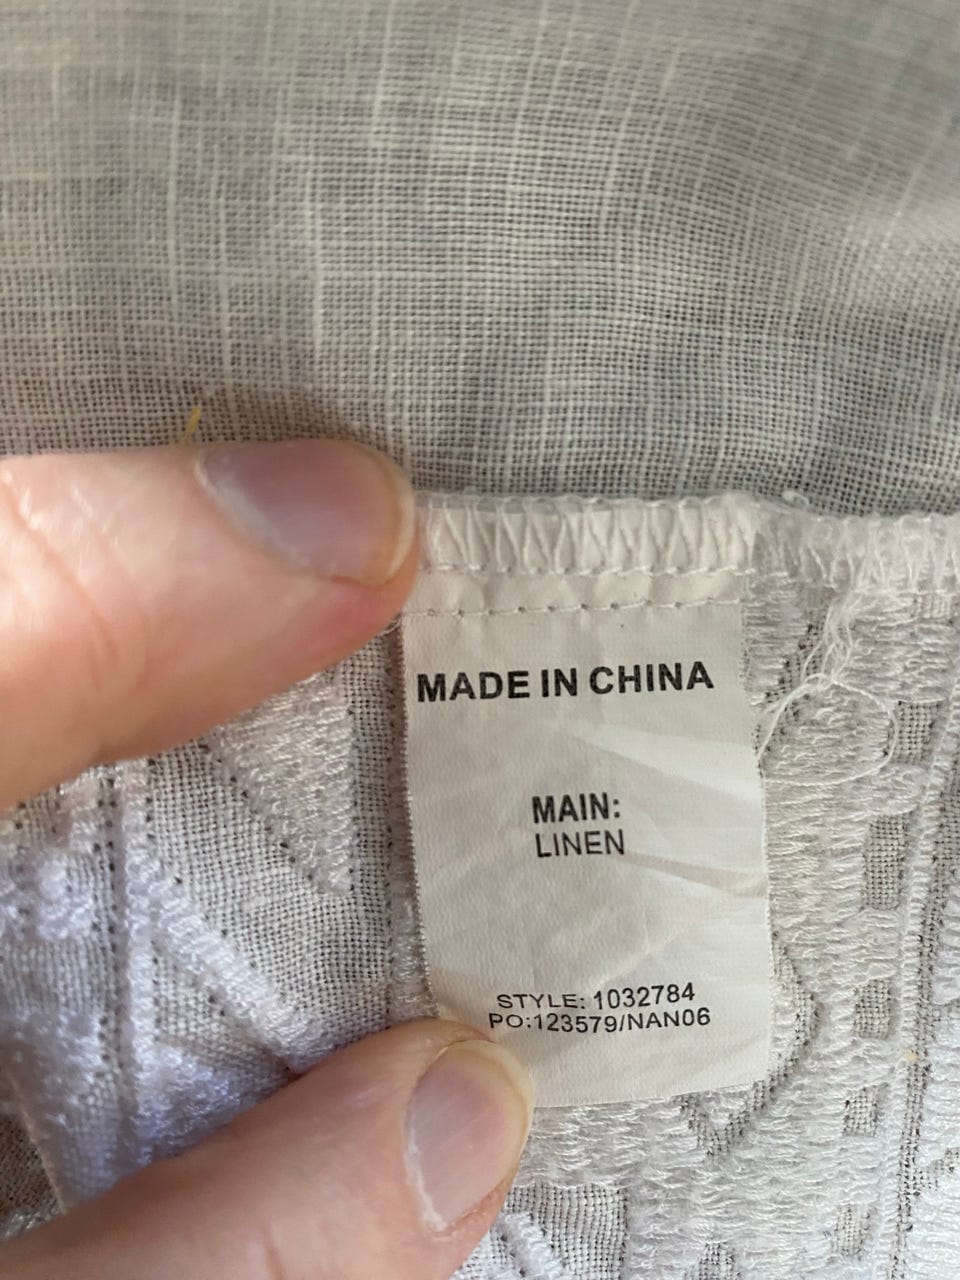 MADE IN CHINA
MAIN:
LINEN
STYLE: 1032784
PO:123579/NAN06